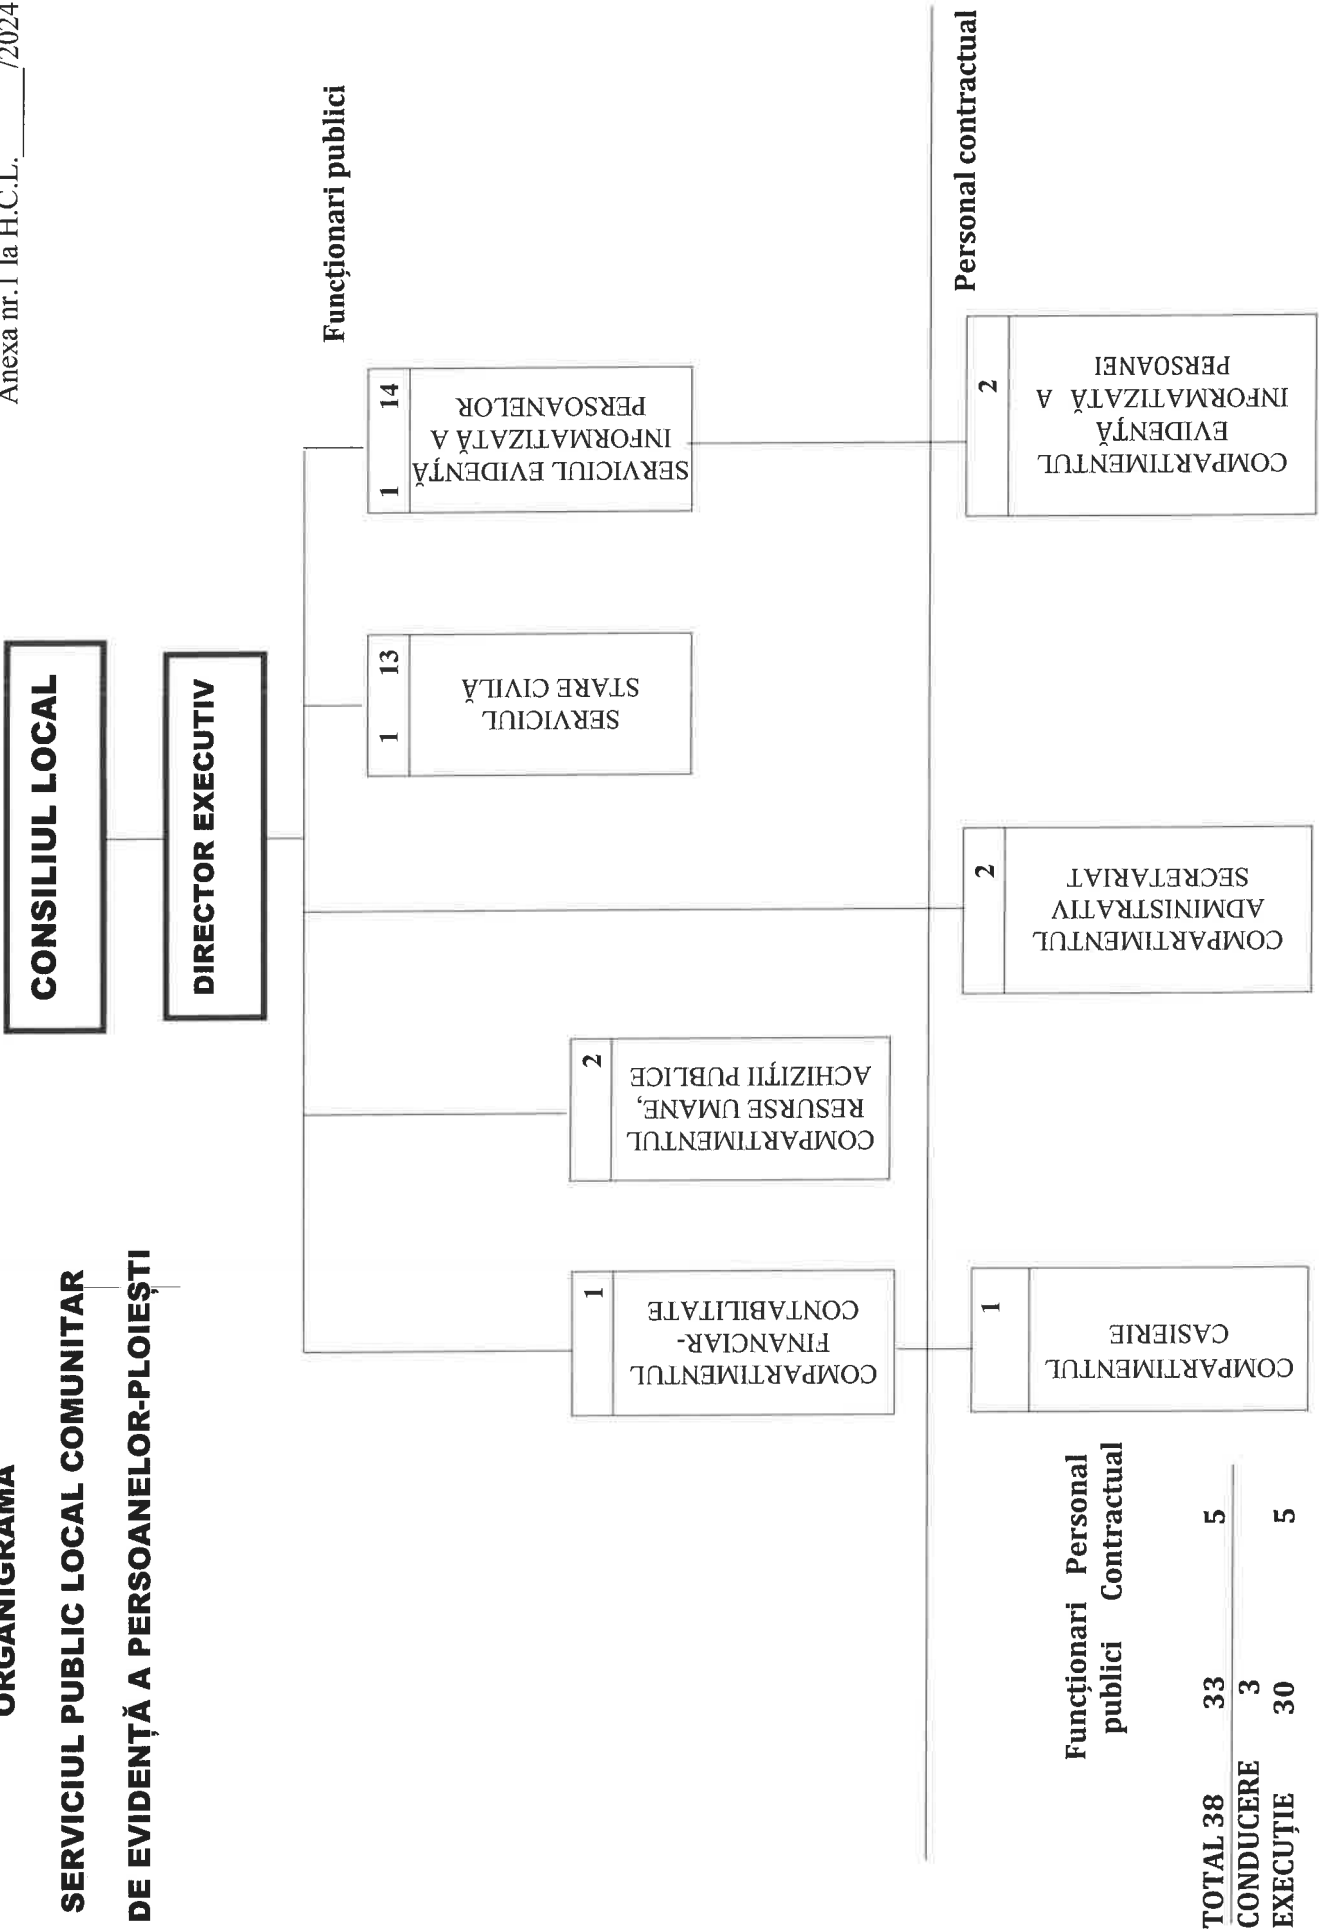 Anexa nr.1 la H.C.L.______/2024
ORGANIGRAMA
SERVICIUL PUBLIC LOCAL COMUNITAR
DE EVIDENȚĂ A PERSOANELOR-PLOIEȘTI
CONSILIUL LOCAL
DIRECTOR EXECUTIV
Funcționari publici
1
COMPARTIMENTUL
FINANCIAR-
CONTABILITATE
2
COMPARTIMENTUL
RESURSE UMANE,
ACHIZIȚII PUBLICE
1 13
SERVICIUL
STARE CIVILĂ
1 14
SERVICIUL EVIDENȚĂ
INFORMATIZATĂ A
PERSOANELOR
Personal contractual
1
COMPARTIMENTUL
CASIERIE
2
COMPARTIMENTUL
ADMINISTRATIV
SECRETARIAT
2
COMPARTIMENTUL
EVIDENȚĂ
INFORMATIZATĂ A
PERSOANEI
Funcționari Personal
publici Contractual
TOTAL 38 33 5
CONDUCERE 3
EXECUȚIE 30 5